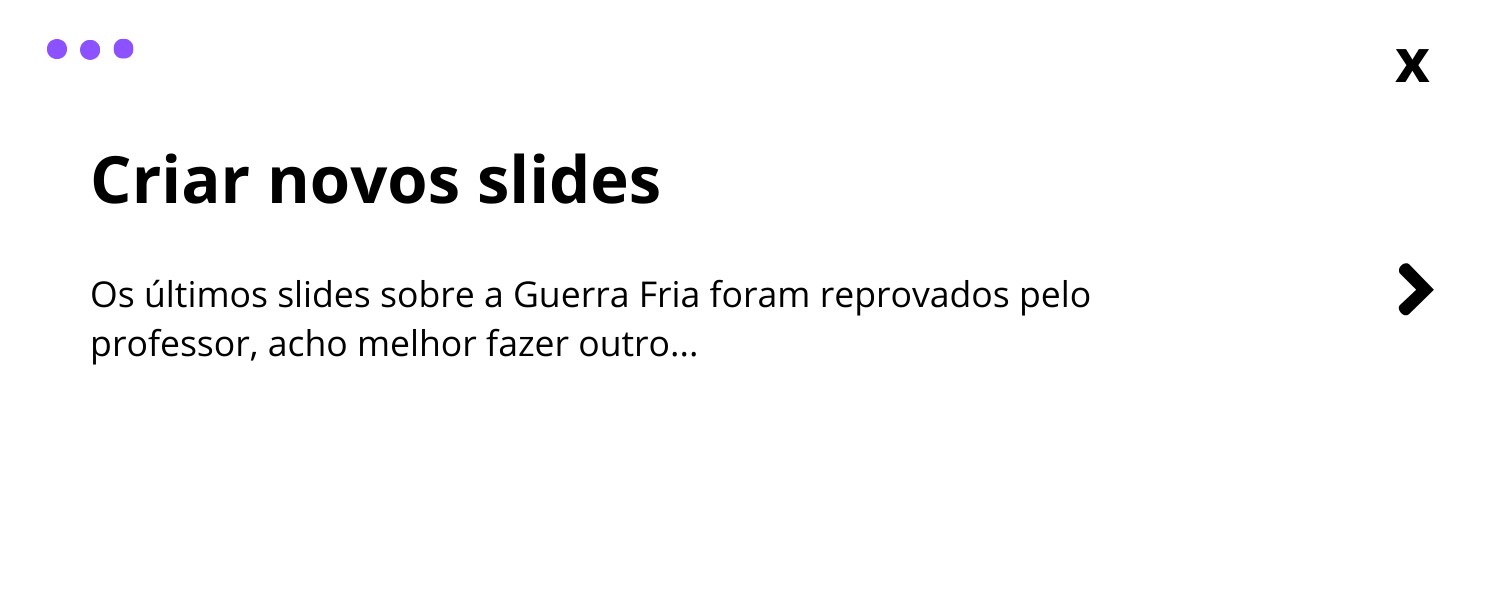 x
Criar novos slides
Os últimos slides sobre a Guerra Fria foram reprovados pelo
professor, acho melhor fazer outro...